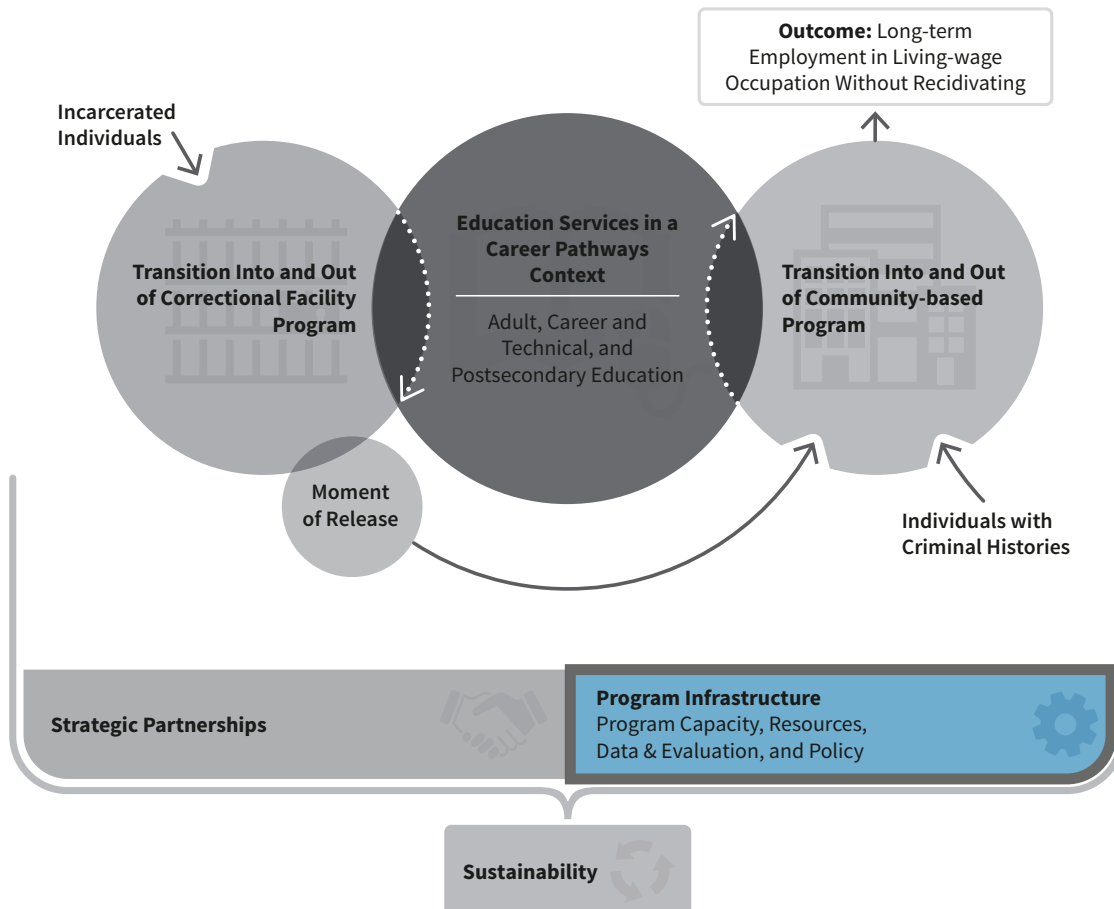 Outcome: Long-term
Employment in Living-wage
Occupation Without Recidivating
Incarcerated
Individuals
Transition Into and Out
of Correctional Facility
Program
Education Services in a
Career Pathways
Context
Adult, Career and
Technical, and
Postsecondary Education
Transition Into and Out
of Community-based
Program
Moment
of Release
Individuals with
Criminal Histories
Strategic Partnerships
Program Infrastructure
Program Capacity, Resources,
Data & Evaluation, and Policy
Sustainability